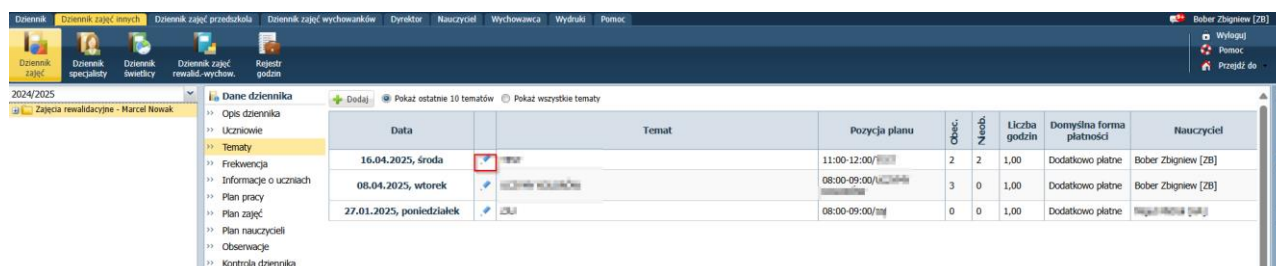 Dziennik Dziennik zajęć innych Dziennik zajęć przedszkola Dziennik zajęć wychowanków Dyrektor Nauczyciel Wychowawca Wydruki Pomoc Bober Zbigniew [ZB]
Wyloguj
Pomoc
Przejdź do
Dziennik zajęć
Dziennik specjalisty
Dziennik świetlicy
Dziennik zajęć rewalid.-wychow.
Rejestr godzin
2024/2025
Zajęcia rewalidacyjne - Marcel Nowak
Dane dziennika
Opis dziennika
Uczniowie
Tematy
Frekwencja
Informacje o uczniach
Plan pracy
Plan zajęć
Plan nauczycieli
Obserwacje
Kontrola dziennika
Dodaj Pokaż ostatnie 10 tematów Pokaż wszystkie tematy
Data Temat Pozycja planu Obec. Nieob. Liczba godzin Domyślna forma płatności Nauczyciel
16.04.2025, środa 11:00-12:00/ 2 2 1,00 Dodatkowo płatne Bober Zbigniew [ZB]
08.04.2025, wtorek 08:00-09:00/ 3 0 1,00 Dodatkowo płatne Bober Zbigniew [ZB]
27.01.2025, poniedziałek 08:00-09:00/ 0 0 1,00 Dodatkowo płatne